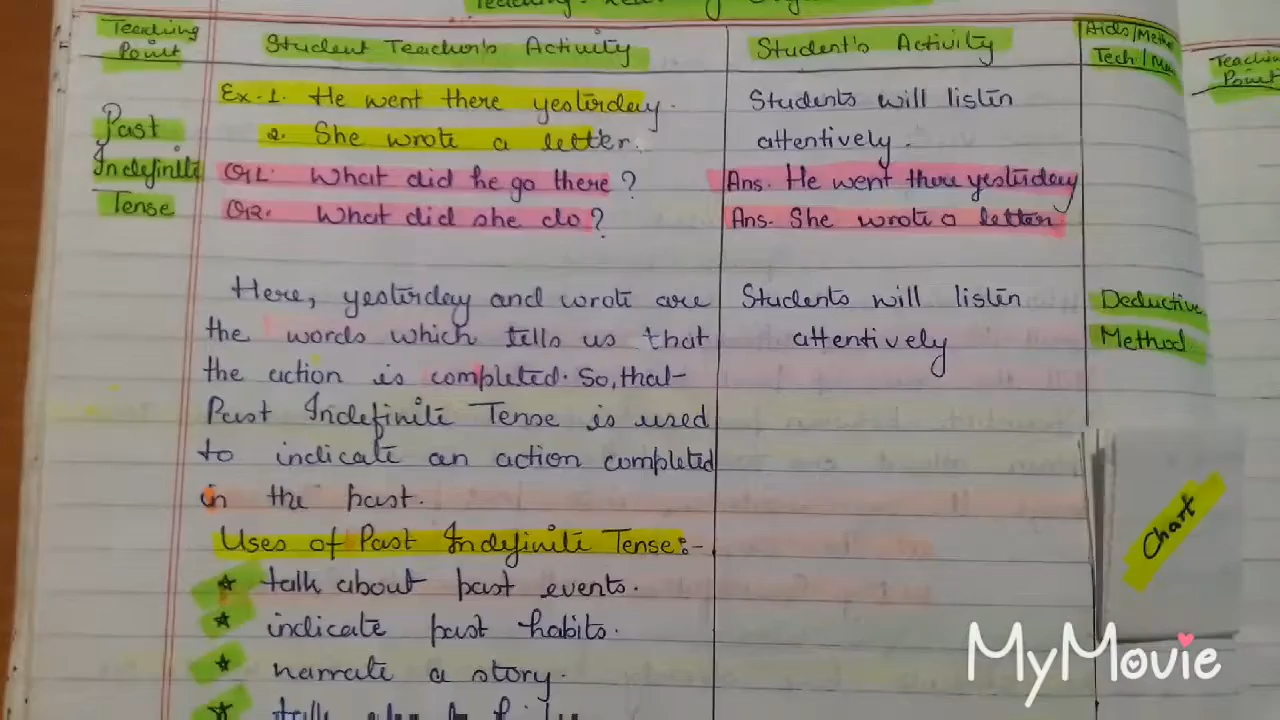 Teaching
Teaching Point
Student Teacher's Activity
Student's Activity
Aids/
Tech/
Teaching Point
Past
Indefinite
Tense
Ex-1. He went there yesterday.
2. She wrote a letter.
Q1. What did he go there?
Q2. What did she do?
Students will listin
attentively.
Ans. He went there yesterday
Ans. She wrote a letter
Here, yesterday and wrote are
the words which tells us that
the action is completed. So, that
Past Indefinite Tense is used
to indicate an action completed
in the past.
Students will listin
attentively
Deductive
Method
Uses of Past Indefinite Tense:-
★ talk about past events.
★ indicate past habits.
★ narrate a story.
Chart
MyMovie